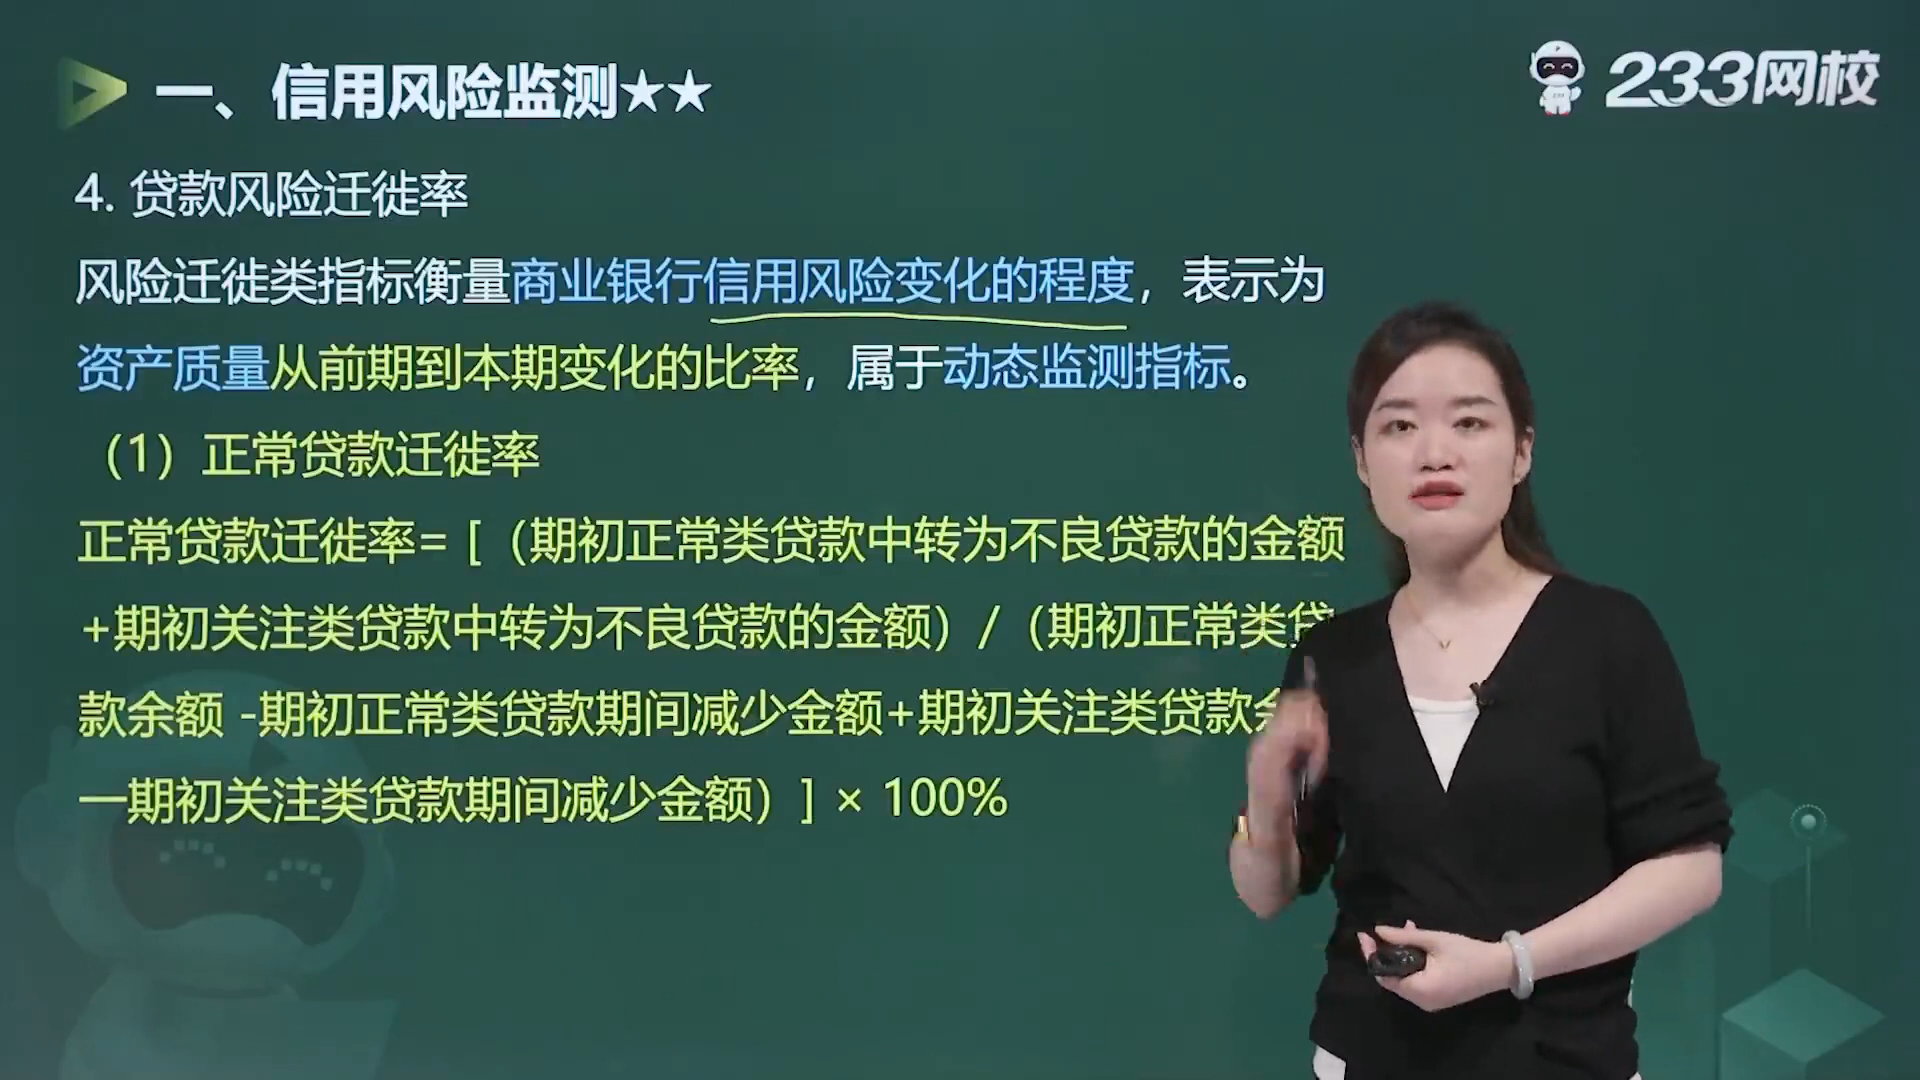 一、信用风险监测★★
233网校
4. 贷款风险迁徙率
风险迁徙类指标衡量商业银行信用风险变化的程度，表示为
资产质量从前期到本期变化的比率，属于动态监测指标。
（1）正常贷款迁徙率
正常贷款迁徙率= [（期初正常类贷款中转为不良贷款的金额
+期初关注类贷款中转为不良贷款的金额）/（期初正常类贷
款余额 -期初正常类贷款期间减少金额+期初关注类贷款余
一期初关注类贷款期间减少金额）] × 100%